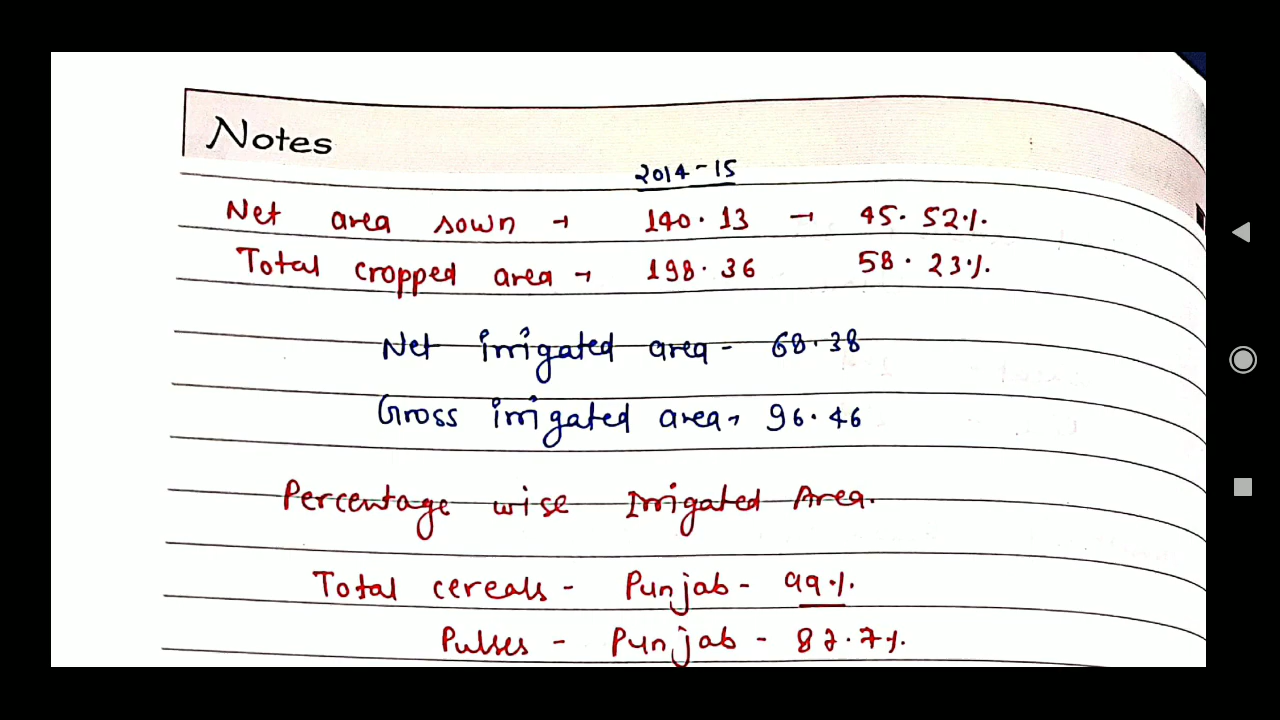 Notes
2014-15
Net area sown → 140.13 → 45.52%.
Total cropped area → 198.36 58.23%.
Net irrigated area - 68.38
Gross irrigated area → 96.46
Percentage wise Irrigated Area.
Total cereals - Punjab - 99%.
Pulses - Punjab - 82.7%.